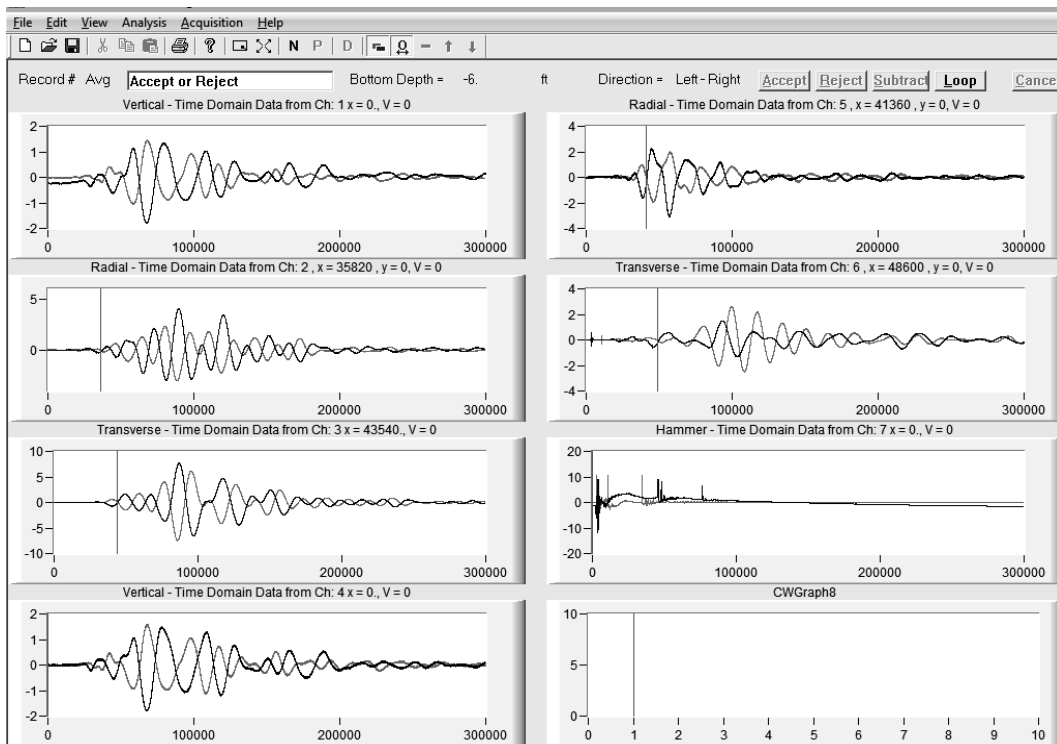 File Edit View Analysis Acquisition Help
N P D
Record # Avg Accept or Reject Bottom Depth = -6. ft Direction = Left - Right Accept Reject Subtract Loop Cance
Vertical - Time Domain Data from Ch: 1 x = 0., V = 0
2
1
0
-1
-2
0 100000 200000 300000
Radial - Time Domain Data from Ch: 5 , x = 41360 , y = 0, V = 0
4
2
0
-2
-4
0 100000 200000 300000
Radial - Time Domain Data from Ch: 2 , x = 35820 , y = 0, V = 0
5
0
0 100000 200000 300000
Transverse - Time Domain Data from Ch: 6 , x = 48600 , y = 0, V = 0
4
2
0
-2
-4
0 100000 200000 300000
Transverse - Time Domain Data from Ch: 3 x = 43540., V = 0
10
5
0
-5
-10
0 100000 200000 300000
Hammer - Time Domain Data from Ch: 7 x = 0., V = 0
20
10
0
-10
-20
0 100000 200000 300000
Vertical - Time Domain Data from Ch: 4 x = 0., V = 0
2
1
0
-1
-2
0 100000 200000 300000
CWGraph8
10
5
0
0 1 2 3 4 5 6 7 8 9 10